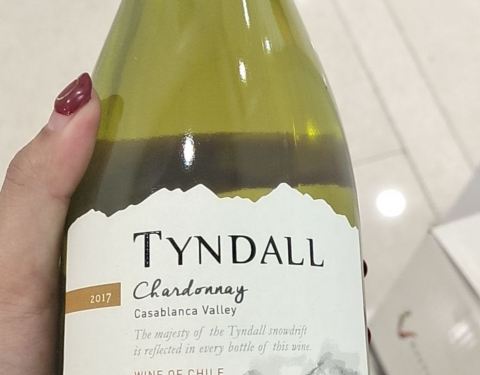 TYNDALL
2017
Chardonnay
Casablanca Valley
The majesty of the Tyndall snowdrift
is reflected in every bottle of this wine.
WINE OF CHILE